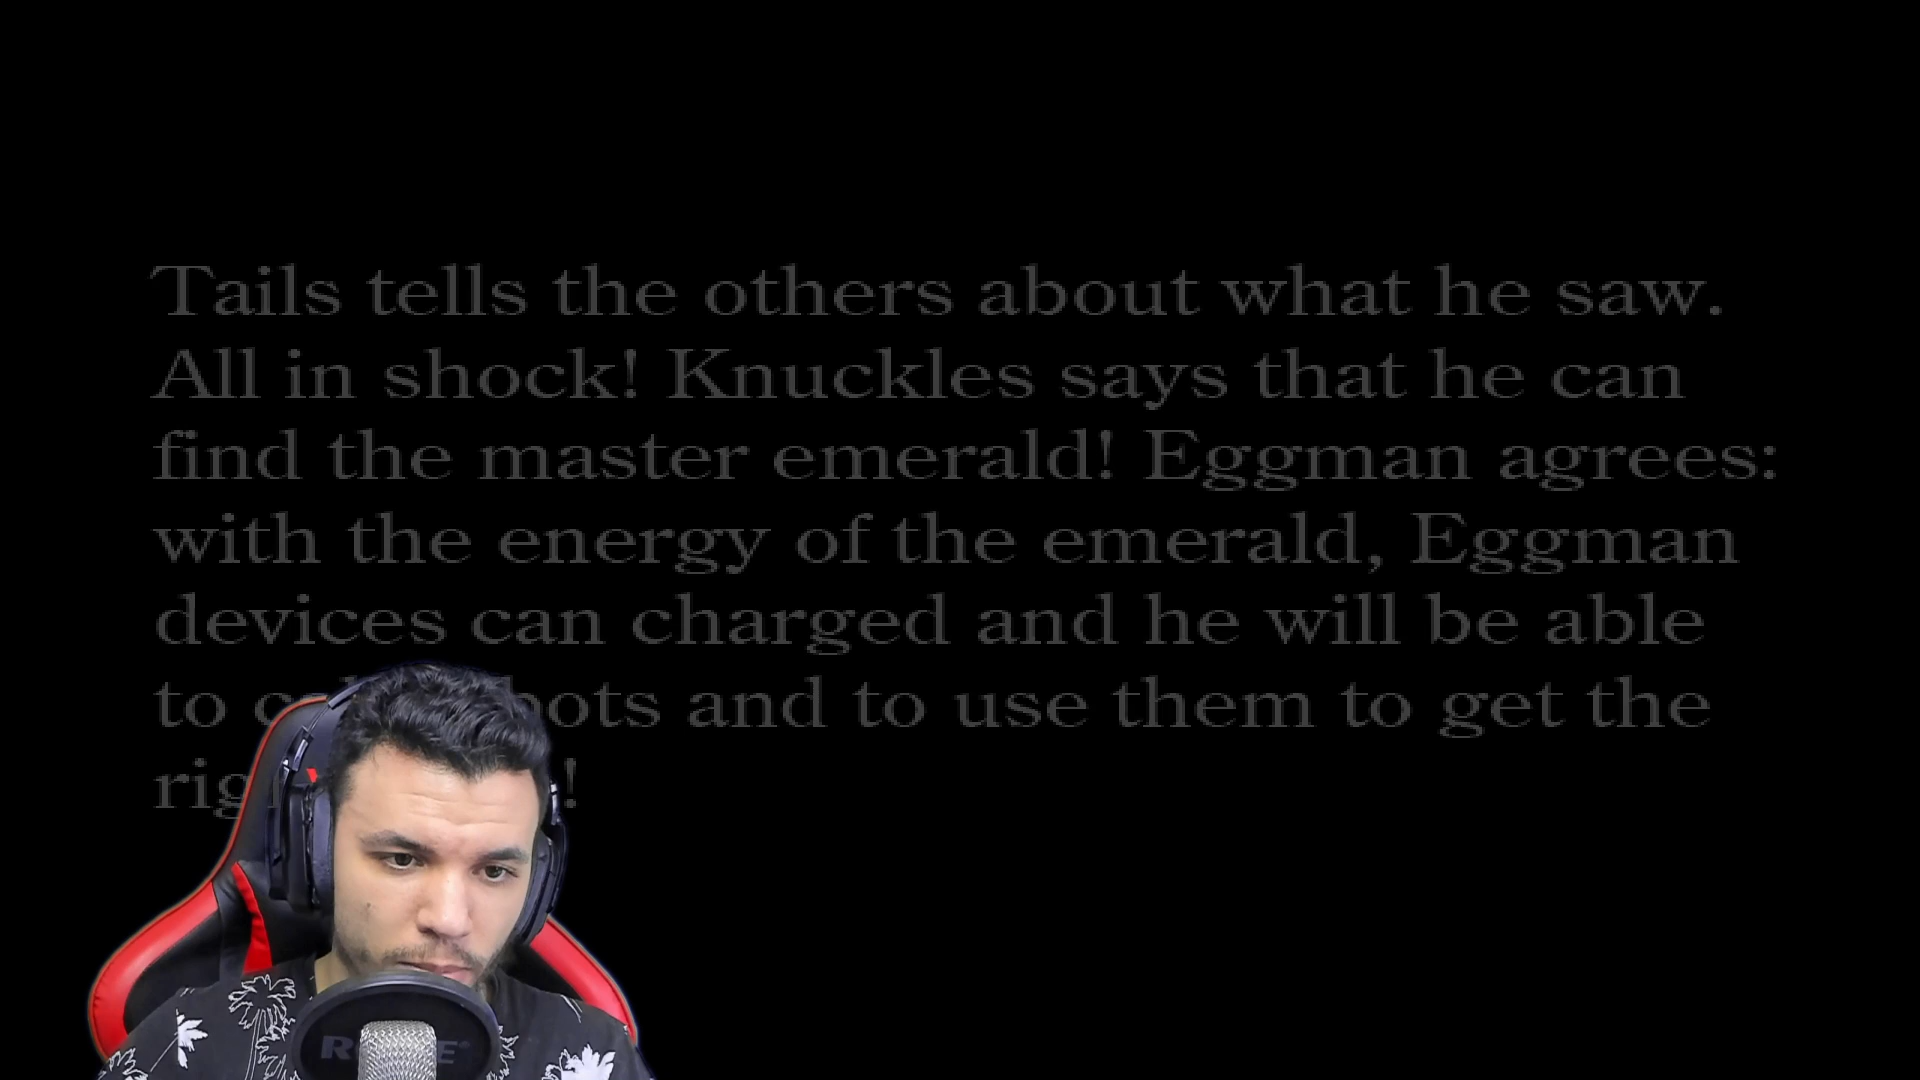 Tails tells the others about what he saw.
All in shock! Knuckles says that he can
find the master emerald! Eggman agrees:
with the energy of the emerald, Eggman
devices can charged and he will be able
to and to use them to get the
!